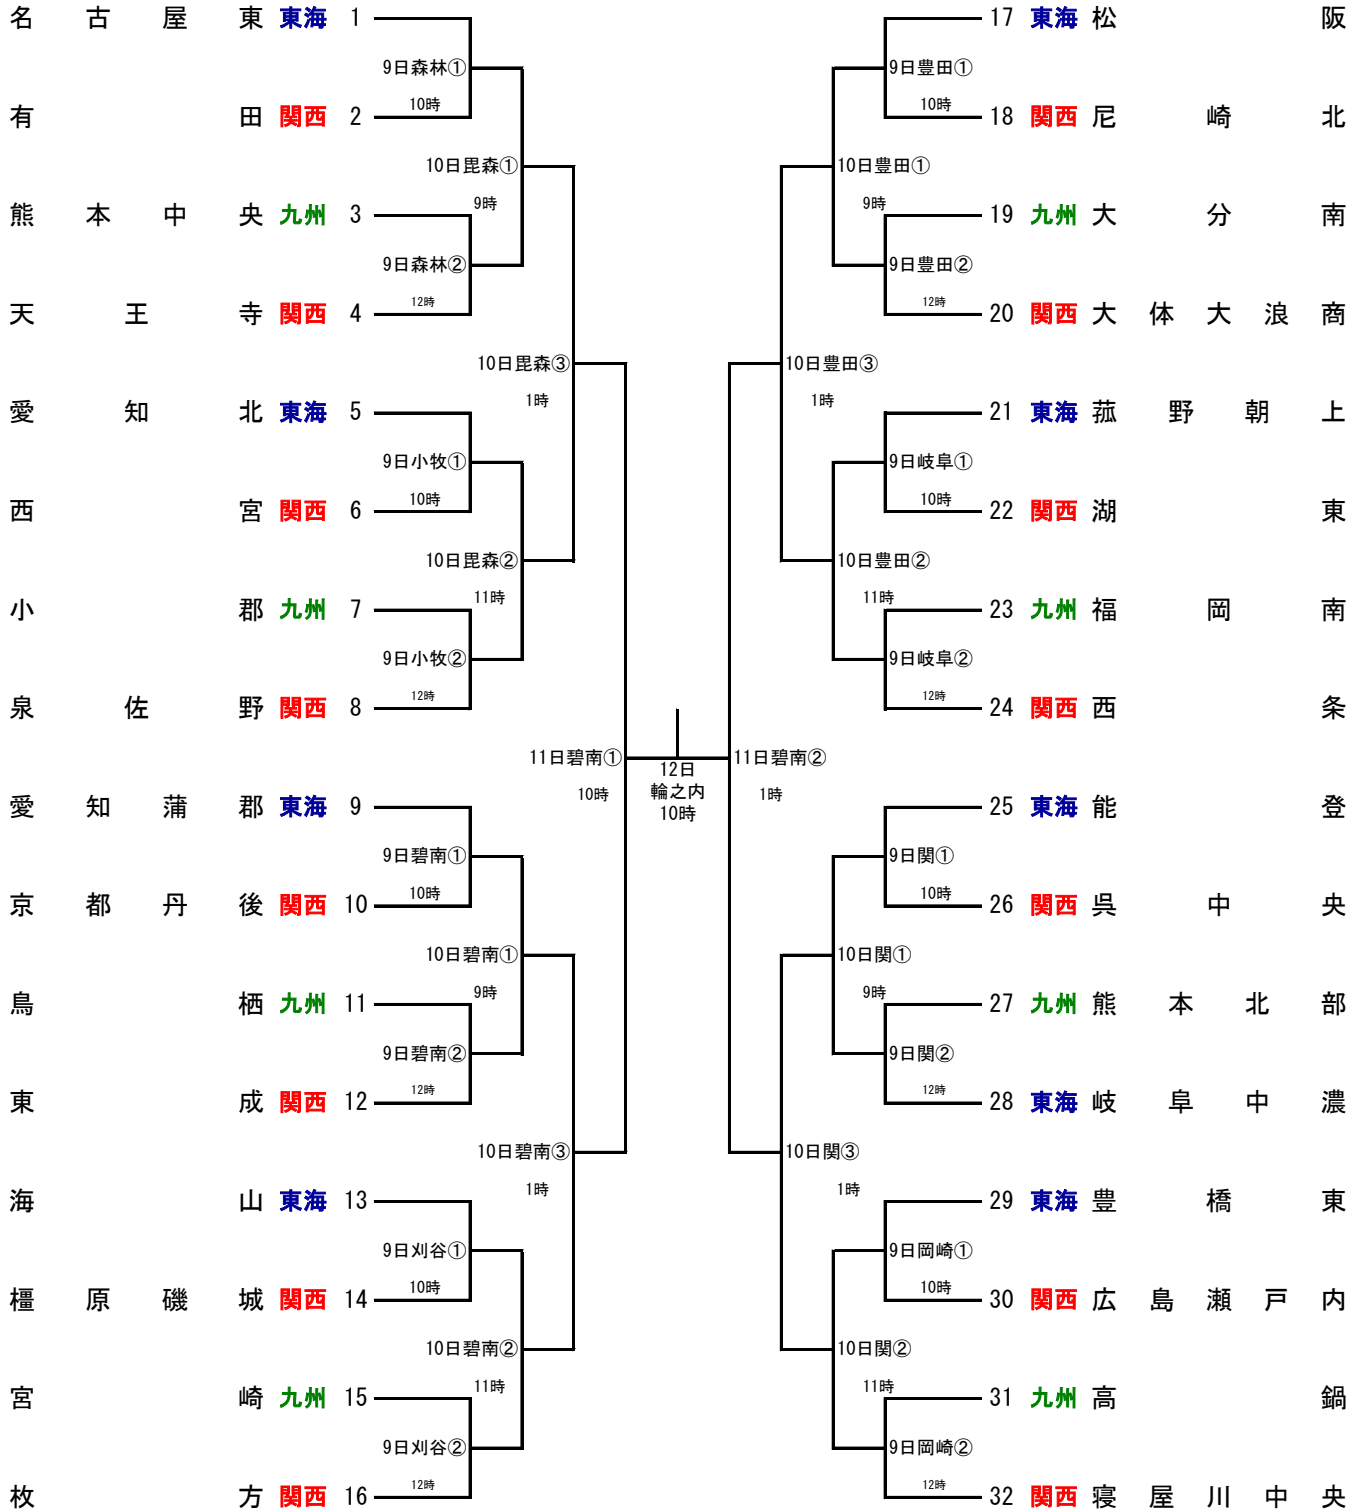 名古屋東 東海 1
9日森林①
10時
有田 関西 2
10日毘森①
9時
熊本中央 九州 3
9日森林②
12時
天王寺 関西 4
10日毘森③
1時
愛知北 東海 5
9日小牧①
10時
西宮 関西 6
10日毘森②
11時
小郡 九州 7
9日小牧②
12時
泉佐野 関西 8
11日碧南①
10時
愛知蒲郡 東海 9
9日碧南①
10時
京都丹後 関西 10
10日碧南①
9時
鳥栖 九州 11
9日碧南②
12時
東成 関西 12
10日碧南③
1時
海山 東海 13
9日刈谷①
10時
橿原磯城 関西 14
10日碧南②
11時
宮崎 九州 15
9日刈谷②
12時
枚方 関西 16
12日
輪之内
10時
17 東海 松阪
9日豊田①
10時
18 関西 尼崎北
10日豊田①
9時
19 九州 大分南
9日豊田②
12時
20 関西 大体大浪商
10日豊田③
1時
21 東海 菰野朝上
9日岐阜①
10時
22 関西 湖東
10日豊田②
11時
23 九州 福岡南
9日岐阜②
12時
24 関西 西条
11日碧南②
1時
25 東海 能登
9日関①
10時
26 関西 呉中央
10日関①
9時
27 九州 熊本北部
9日関②
12時
28 東海 岐阜中濃
10日関③
1時
29 東海 豊橋東
9日岡崎①
10時
30 関西 広島瀬戸内
10日関②
11時
31 九州 高鍋
9日岡崎②
12時
32 関西 寝屋川中央